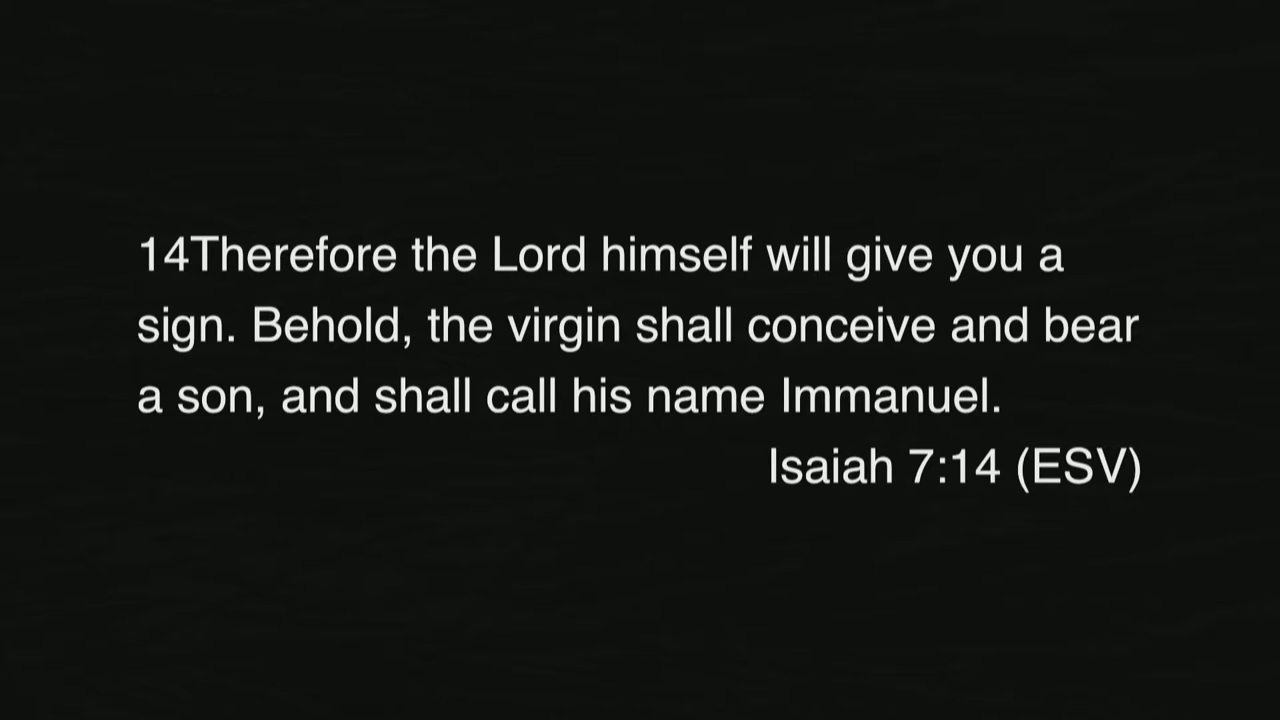 14Therefore the Lord himself will give you a
sign. Behold, the virgin shall conceive and bear
a son, and shall call his name Immanuel.
Isaiah 7:14 (ESV)